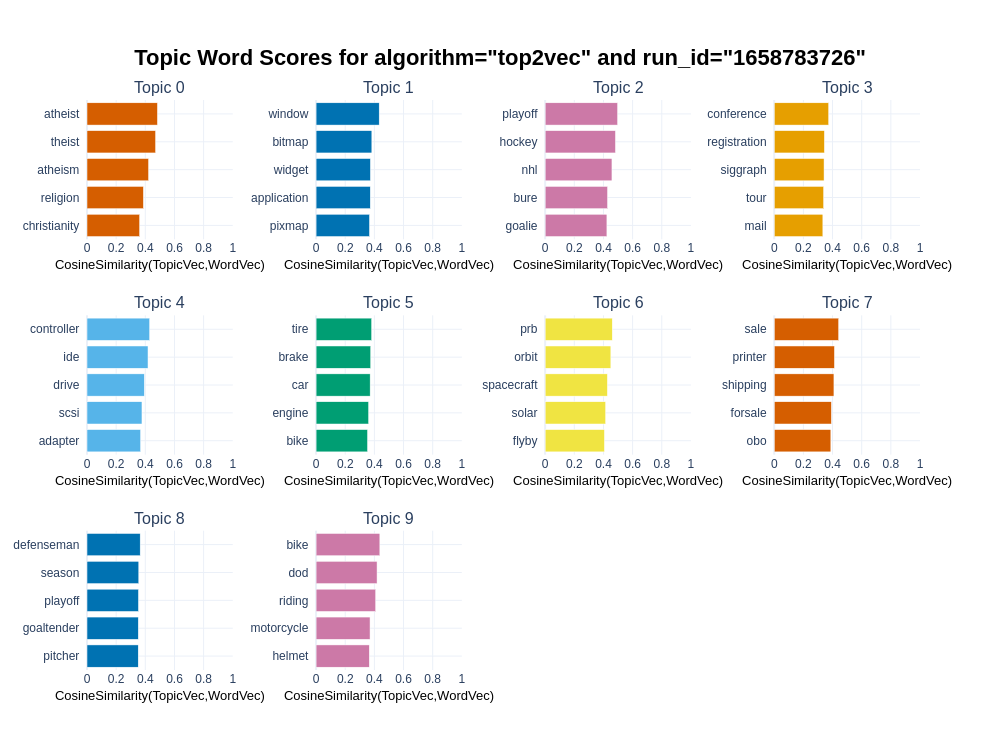 Topic Word Scores for algorithm="top2vec" and run_id="1658783726"
Topic 0
atheist
theist
atheism
religion
christianity
0 0.2 0.4 0.6 0.8 1
CosineSimilarity(TopicVec,WordVec)
Topic 1
window
bitmap
widget
application
pixmap
0 0.2 0.4 0.6 0.8 1
CosineSimilarity(TopicVec,WordVec)
Topic 2
playoff
hockey
nhl
bure
goalie
0 0.2 0.4 0.6 0.8 1
CosineSimilarity(TopicVec,WordVec)
Topic 3
conference
registration
siggraph
tour
mail
0 0.2 0.4 0.6 0.8 1
CosineSimilarity(TopicVec,WordVec)
Topic 4
controller
ide
drive
scsi
adapter
0 0.2 0.4 0.6 0.8 1
CosineSimilarity(TopicVec,WordVec)
Topic 5
tire
brake
car
engine
bike
0 0.2 0.4 0.6 0.8 1
CosineSimilarity(TopicVec,WordVec)
Topic 6
prb
orbit
spacecraft
solar
flyby
0 0.2 0.4 0.6 0.8 1
CosineSimilarity(TopicVec,WordVec)
Topic 7
sale
printer
shipping
forsale
obo
0 0.2 0.4 0.6 0.8 1
CosineSimilarity(TopicVec,WordVec)
Topic 8
defenseman
season
playoff
goaltender
pitcher
0 0.2 0.4 0.6 0.8 1
CosineSimilarity(TopicVec,WordVec)
Topic 9
bike
dod
riding
motorcycle
helmet
0 0.2 0.4 0.6 0.8 1
CosineSimilarity(TopicVec,WordVec)